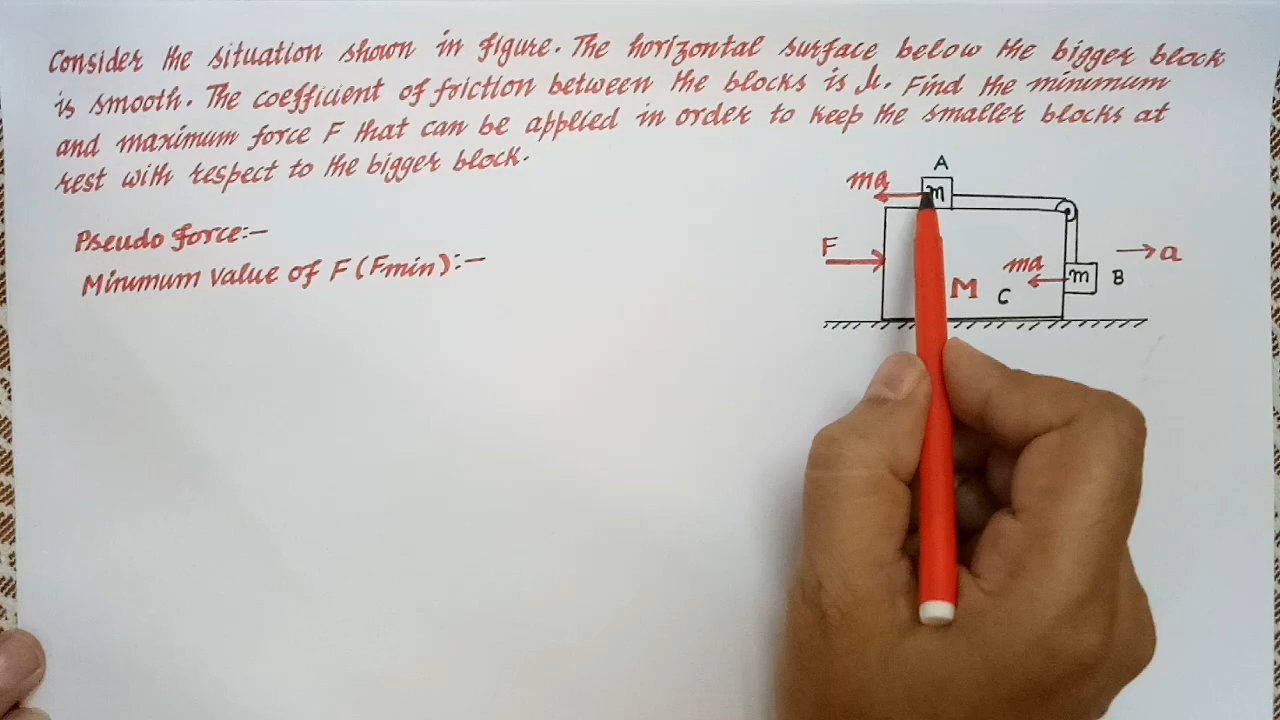 Consider the situation shown in figure. The horizontal surface below the bigger block
is smooth. The coefficient of friction between the blocks is μ. Find the minimum
and maximum force F that can be applied in order to keep the smaller blocks at
rest with respect to the bigger block.
A
ma
m
Pseudo force:-
F
a
Minimum value of F (Fmin):-
ma
m
B
M
C